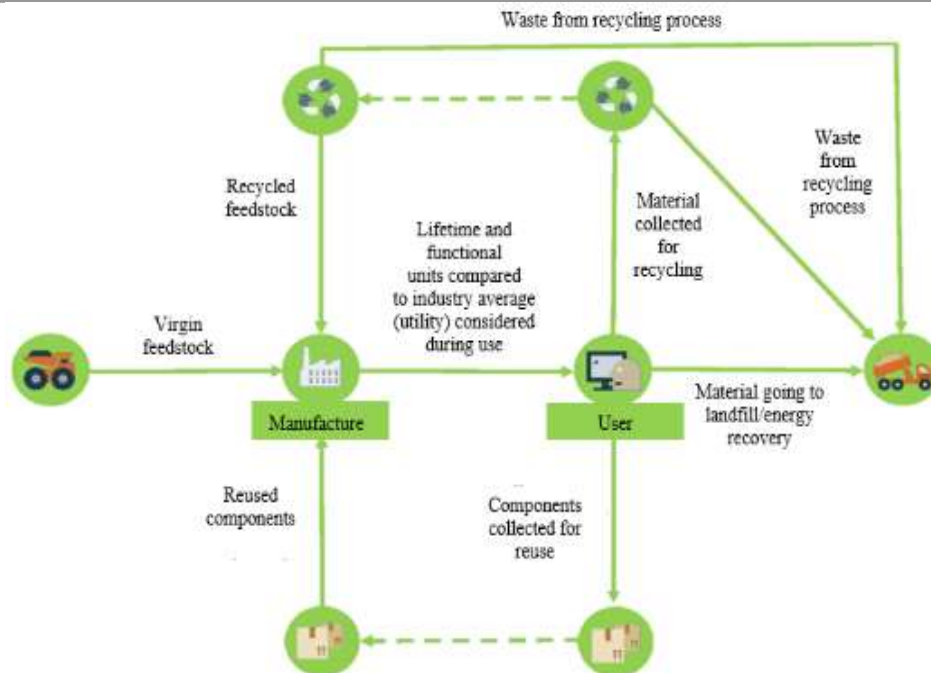 Waste from recycling process
Waste
from
recycling
process
Recycled
feedstock
Material
collected
for
recycling
Lifetime and
functional
units compared
to industry average
(utility) considered
during use
Virgin
feedstock
Manufacture
User
Material going to
landfill/energy
recovery
Reused
components
Components
collected for
reuse